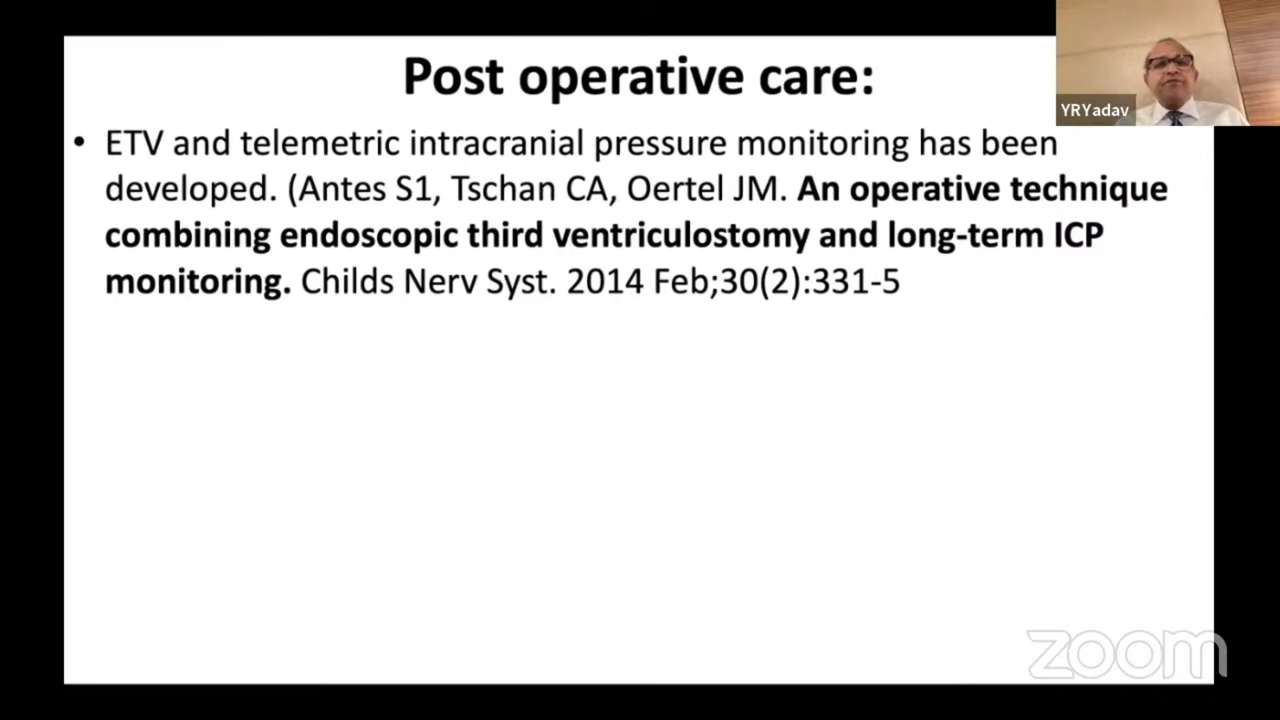 Post operative care:
YRYadav
• ETV and telemetric intracranial pressure monitoring has been
developed. (Antes S1, Tschan CA, Oertel JM. An operative technique
combining endoscopic third ventriculostomy and long-term ICP
monitoring. Childs Nerv Syst. 2014 Feb;30(2):331-5
zoom